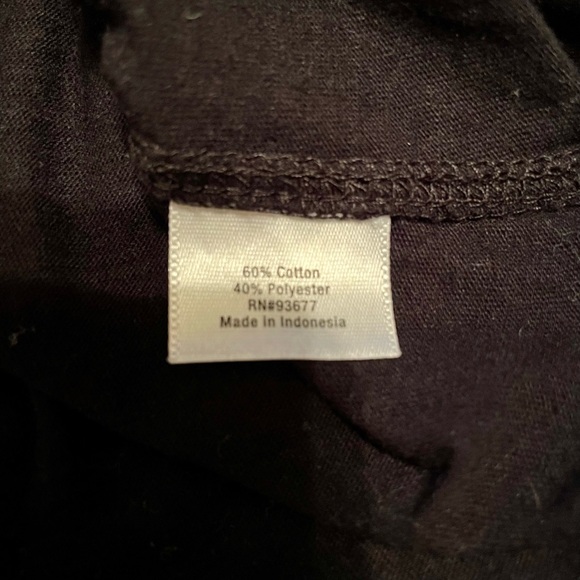 60% Cotton
40% Polyester
RN#93677
Made in Indonesia